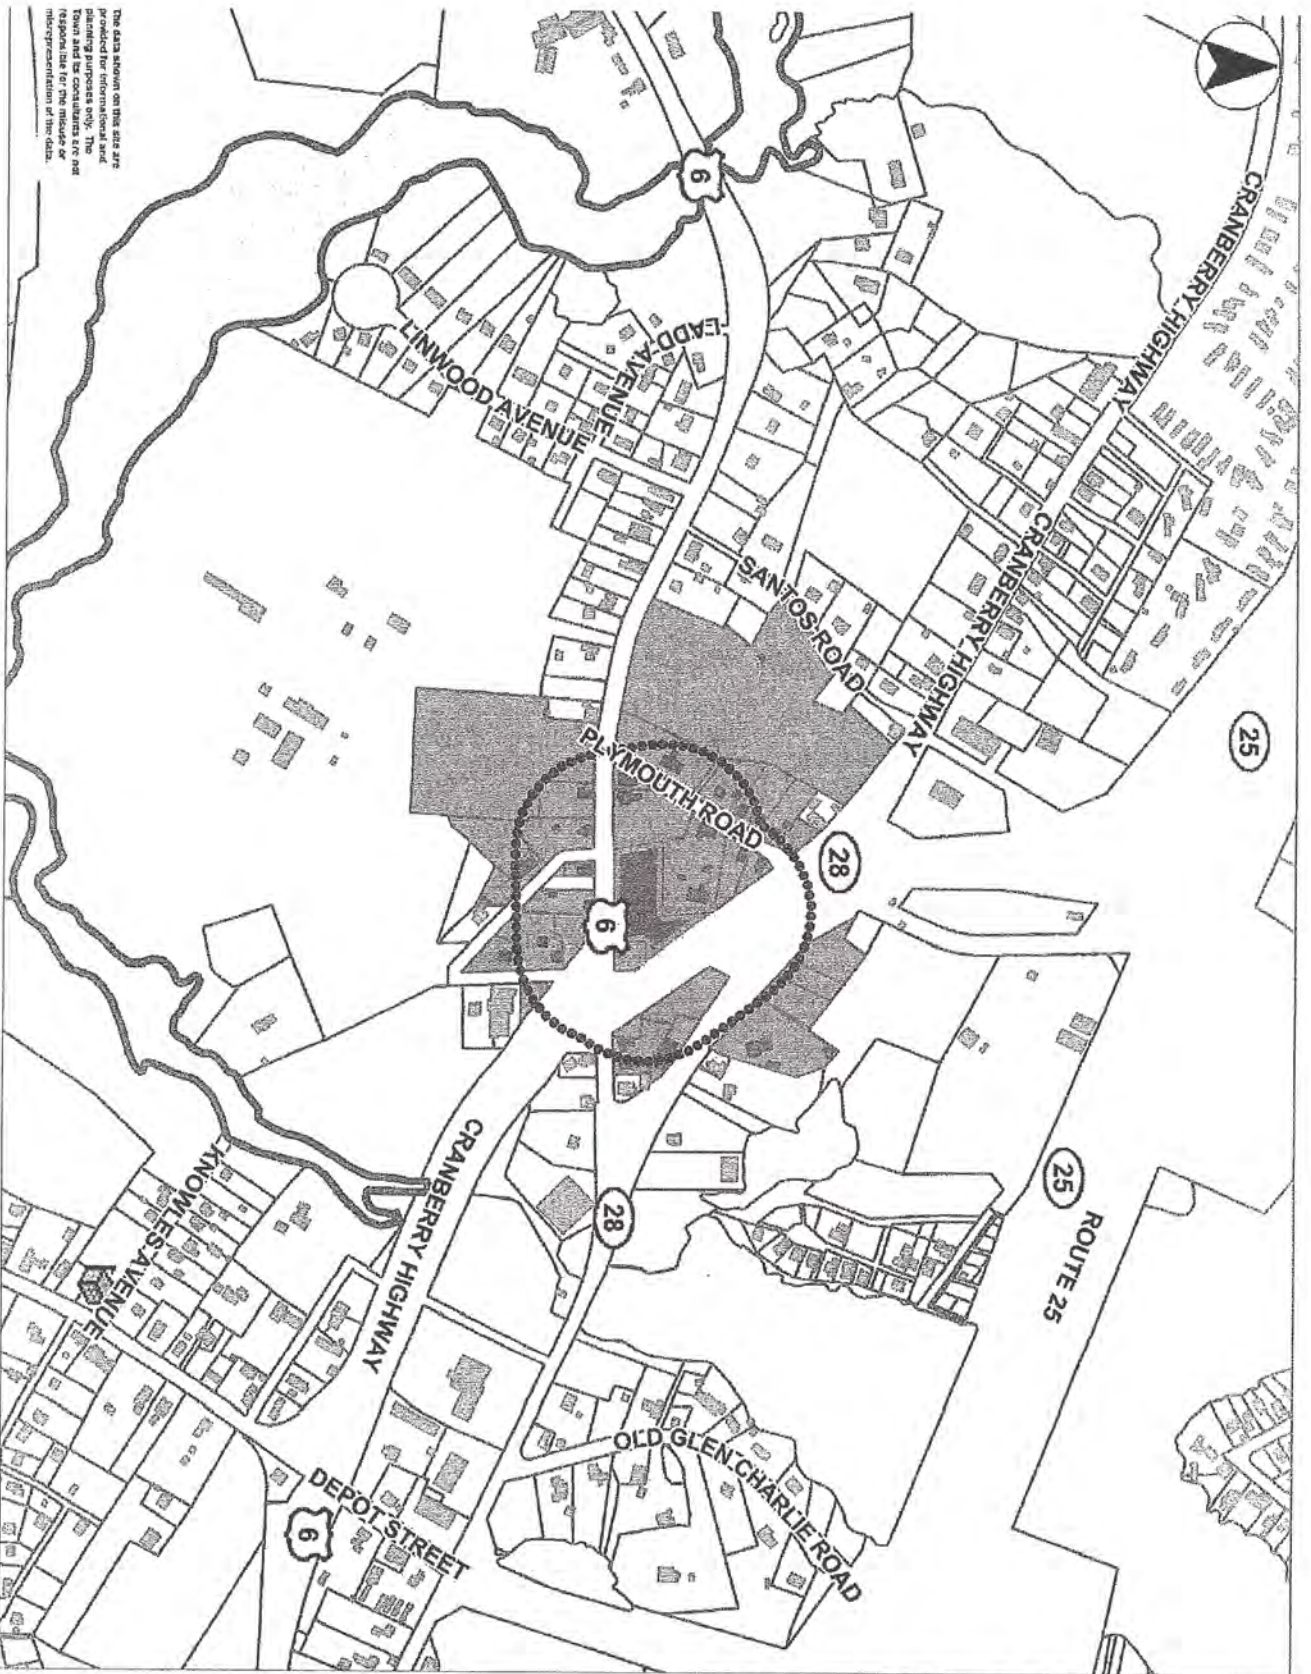 The data shown on this site are
provided for informational and
planning purposes only. The
Town and its consultants are not
responsible for the misuse or
misrepresentation of the data.
6
CRANBERRY HIGHWAY
LINWOOD AVENUE
LEADD AVENUE
CRANBERRY HIGHWAY
SANTOS ROAD
25
PLYMOUTH ROAD
28
6
25
ROUTE 25
28
CRANBERRY HIGHWAY
KNOWLES AVENUE
OLD GLEN CHARLIE ROAD
DEPOT STREET
6